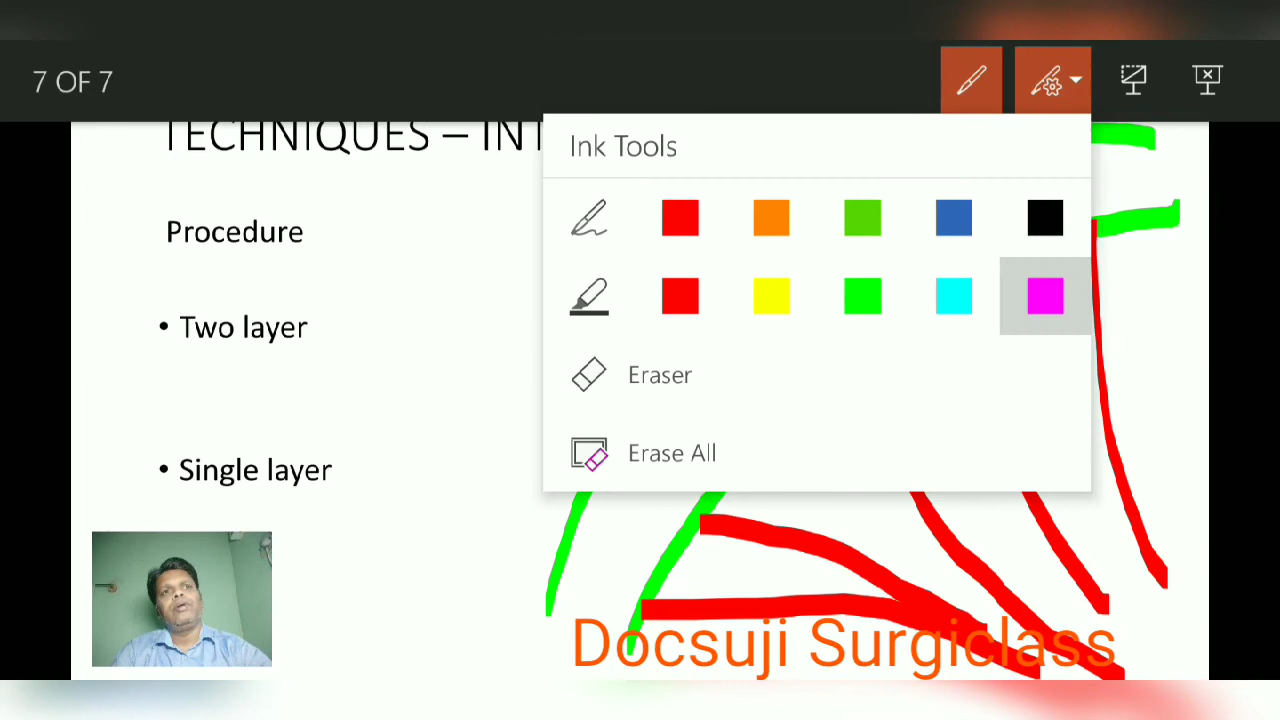 7 OF 7
TECHNIQUES – INT
Ink Tools
Procedure
• Two layer
Eraser
Erase All
• Single layer
Docsuji Surgiclass